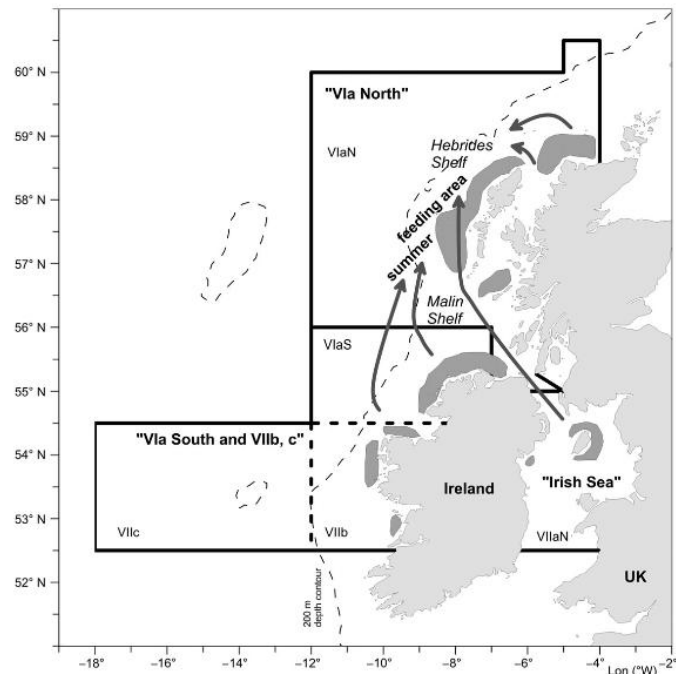 60° N
59° N
58° N
57° N
56° N
55° N
54° N
53° N
52° N
"VIa North"
VIaN
Hebrides
Shelf
feeding area
summer
Malin
Shelf
VIaS
"VIa South and VIIb, c"
Ireland
"Irish Sea"
VIIc
VIIb
VIIaN
UK
200 m
depth contour
-18° -16° -14° -12° -10° -8° -6° -4° -2°
Lon (°W)